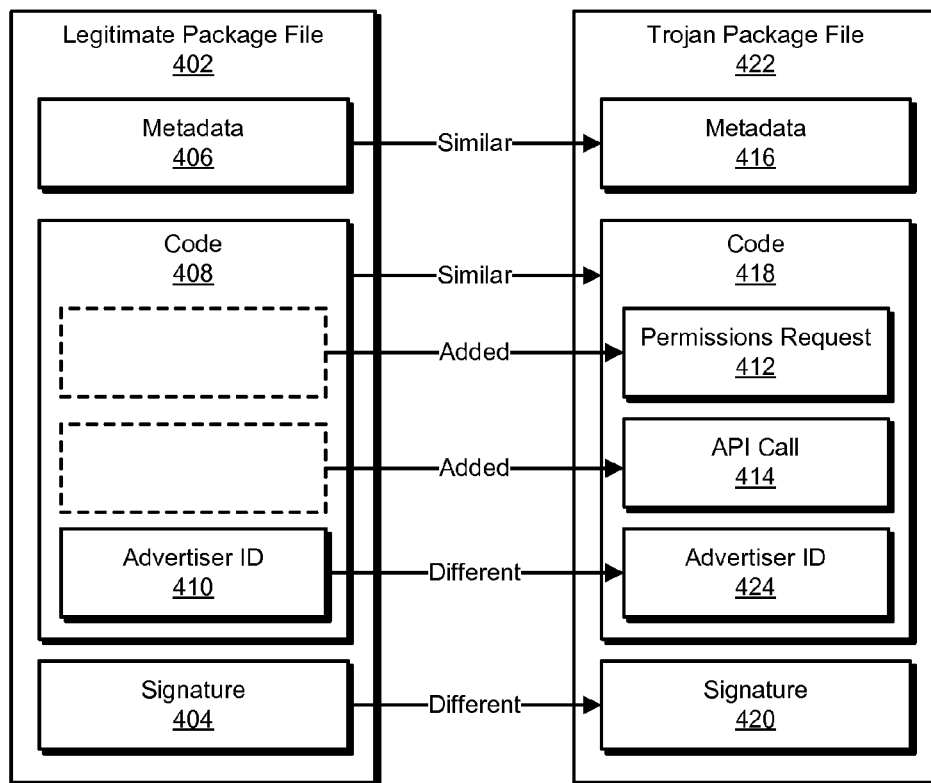 Legitimate Package File
402
Trojan Package File
422
Metadata
406
Similar
Metadata
416
Code
408
Similar
Code
418
Added
Permissions Request
412
Added
API Call
414
Advertiser ID
410
Different
Advertiser ID
424
Signature
404
Different
Signature
420